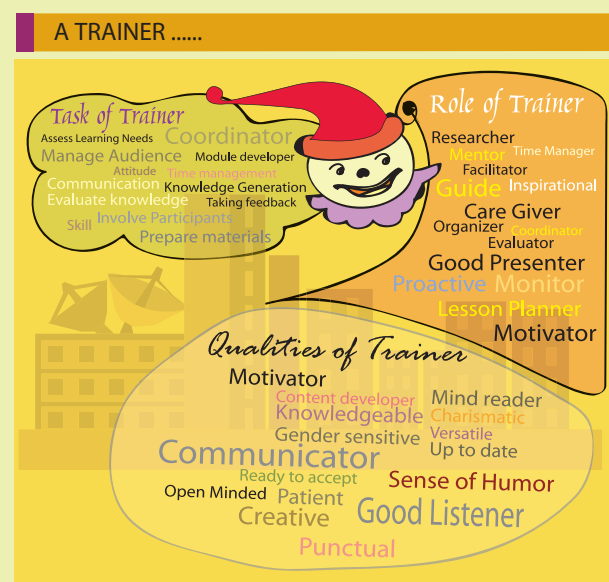 A TRAINER ......
Task of Trainer
Assess Learning Needs Coordinator
Manage Audience Module developer
Attitude Time management
Communication Knowledge Generation
Evaluate knowledge Taking feedback
Skill Involve Participants
Prepare materials
Role of Trainer
Researcher
Mentor Time Manager
Facilitator
Guide Inspirational
Care Giver
Organizer Coordinator
Evaluator
Good Presenter
Proactive Monitor
Lesson Planner
Motivator
Qualities of Trainer
Motivator
Content developer Mind reader
Knowledgeable Charismatic
Gender sensitive Versatile
Communicator Up to date
Ready to accept Sense of Humor
Open Minded Patient
Creative Good Listener
Punctual